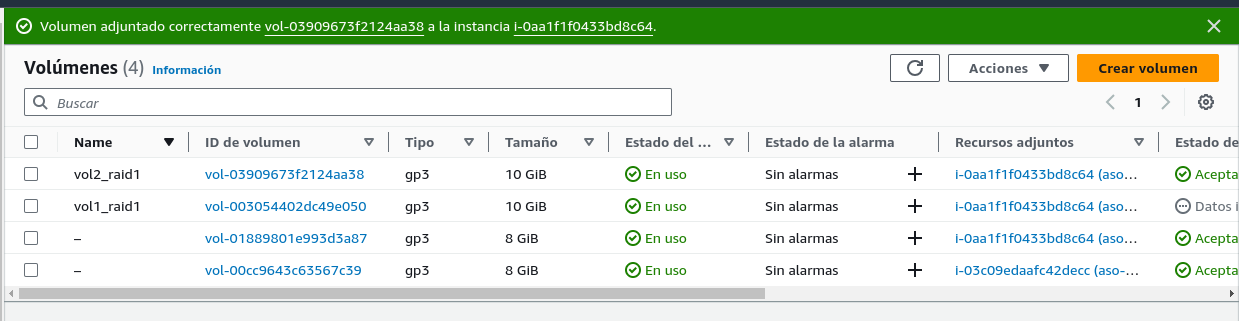 Volumen adjuntado correctamente vol-03909673f2124aa38 a la instancia i-0aa1f1f0433bd8c64.
Volúmenes (4) Información Acciones Crear volumen
Buscar 1
Name ID de volumen Tipo Tamaño Estado del ... Estado de la alarma Recursos adjuntos Estado de
vol2_raid1 vol-03909673f2124aa38 gp3 10 GiB En uso Sin alarmas + i-0aa1f1f0433bd8c64 (aso... Acepta
vol1_raid1 vol-003054402dc49e050 gp3 10 GiB En uso Sin alarmas + i-0aa1f1f0433bd8c64 (aso... Datos i
– vol-01889801e993d3a87 gp3 8 GiB En uso Sin alarmas + i-0aa1f1f0433bd8c64 (aso... Acepta
– vol-00cc9643c63567c39 gp3 8 GiB En uso Sin alarmas + i-03c09edaafc42decc (aso-... Acepta